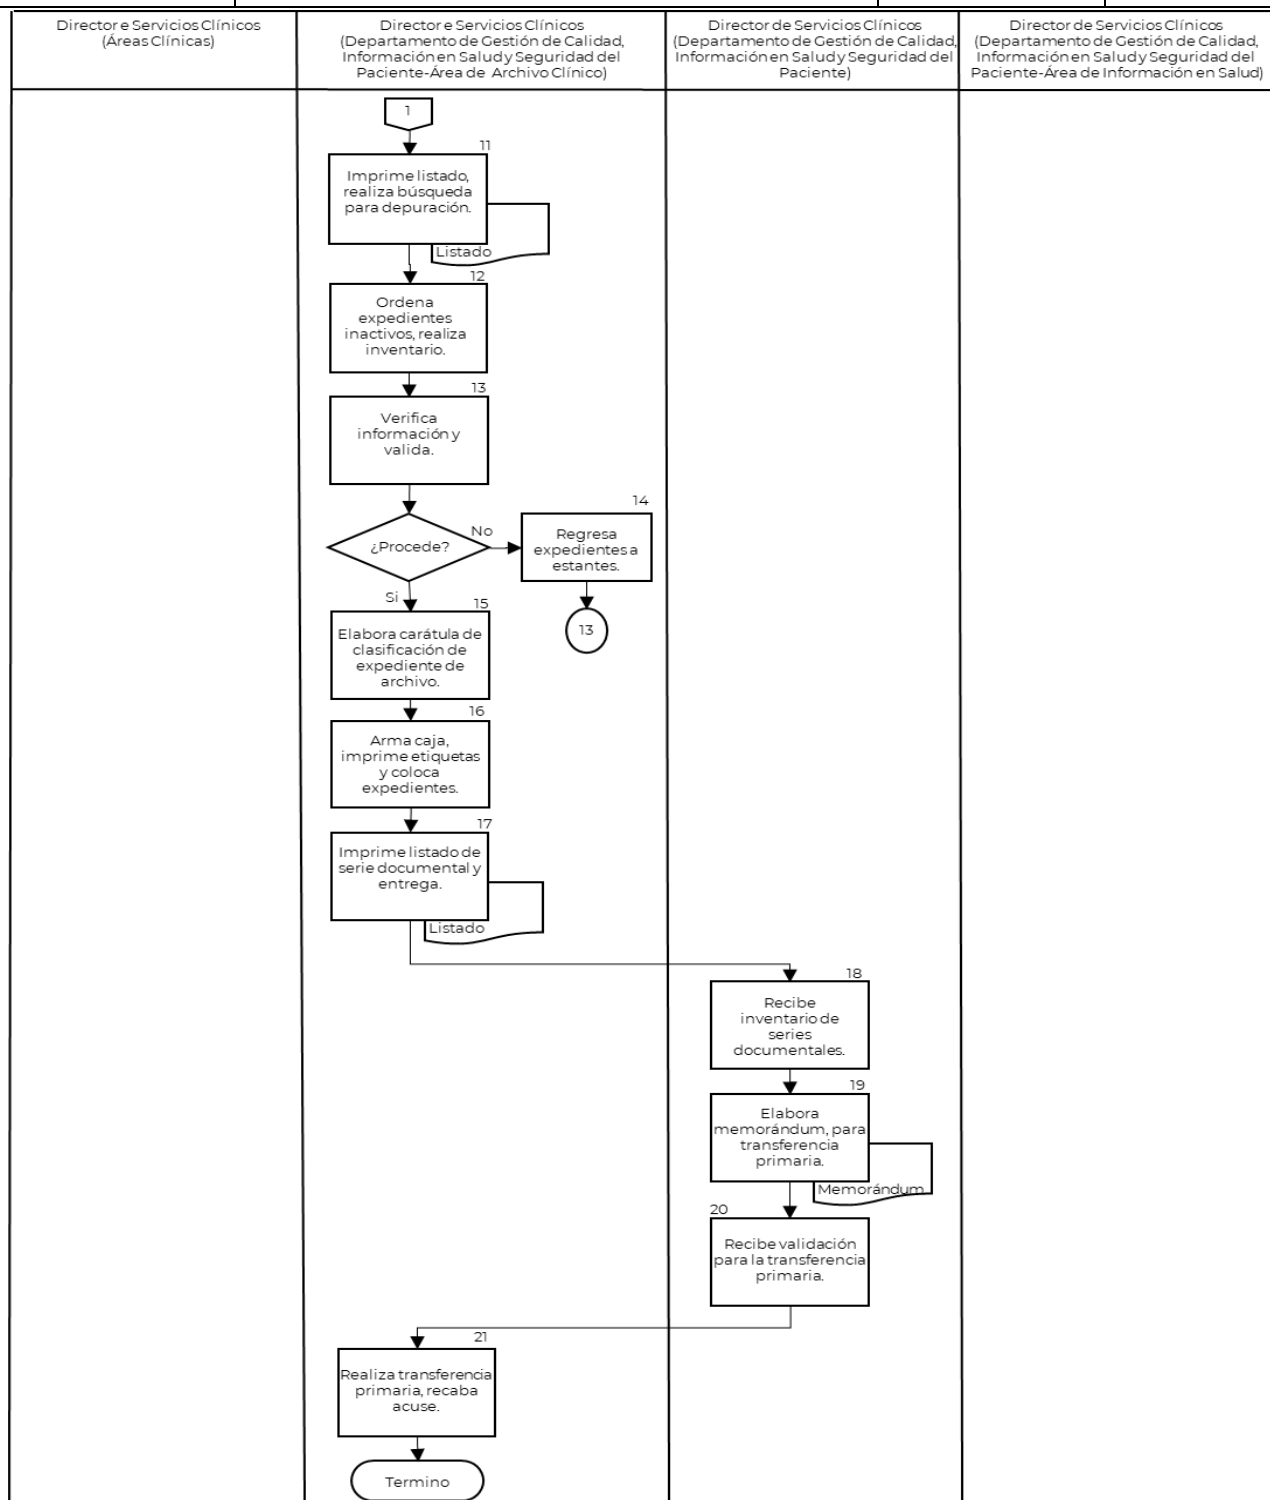 Director e Servicios Clínicos
(Áreas Clínicas)
Director e Servicios Clínicos
(Departamento de Gestión de Calidad,
Información en Salud y Seguridad del
Paciente-Área de Archivo Clínico)
Director de Servicios Clínicos
(Departamento de Gestión de Calidad,
Información en Salud y Seguridad del
Paciente)
Director de Servicios Clínicos
(Departamento de Gestión de Calidad,
Información en Salud y Seguridad del
Paciente-Área de Información en Salud)
1
11
Imprime listado,
realiza búsqueda
para depuración.
Listado
12
Ordena
expedientes
inactivos, realiza
inventario.
13
Verifica
información y
valida.
¿Procede?
No
14
Regresa
expedientes a
estantes.
13
Si
15
Elabora carátula de
clasificación de
expediente de
archivo.
16
Arma caja,
imprime etiquetas
y coloca
expedientes.
17
Imprime listado de
serie documental y
entrega.
Listado
18
Recibe
inventario de
series
documentales.
19
Elabora
memorándum, para
transferencia
primaria.
Memorándum
20
Recibe validación
para la transferencia
primaria.
21
Realiza transferencia
primaria, recaba
acuse.
Termino